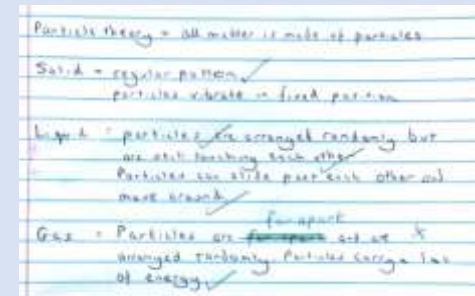 Particle theory = all matter is made of particles
Solid = regular pattern
particles vibrate in fixed position
Liquid = particles are arranged randomly but
are still touching each other
Particles can slide past each other and
move around
far apart
Gas = Particles are and are
arranged randomly. Particles carry a lot
of energy